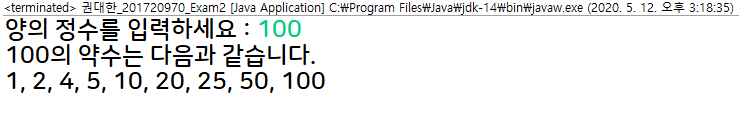 <terminated> 권대한_201720970_Exam2 [Java Application] C:₩Program Files₩Java₩jdk-14₩bin₩javaw.exe (2020. 5. 12. 오후 3:18:35)
양의 정수를 입력하세요 : 100
100의 약수는 다음과 같습니다.
1, 2, 4, 5, 10, 20, 25, 50, 100